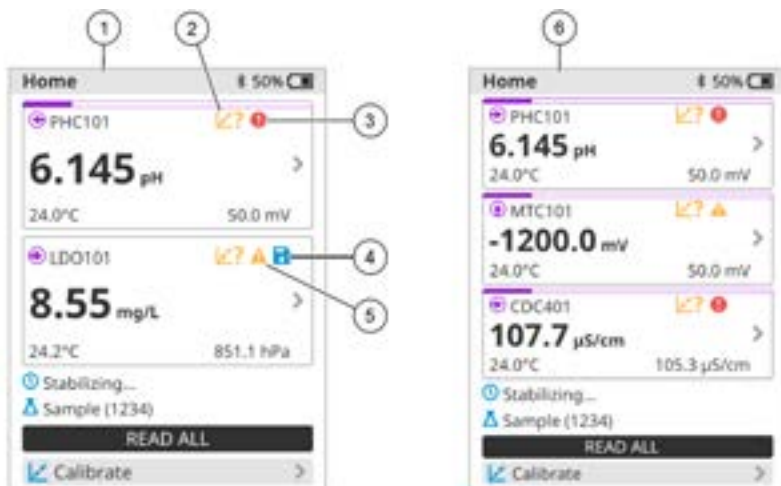 1
2
Home
50%
PHC101
?
3
6.145 pH
24.0°C
50.0 mV
LDO101
?
4
8.55 mg/L
5
24.2°C
851.1 hPa
Stabilizing...
Sample (1234)
READ ALL
Calibrate
6
Home
50%
PHC101
?
6.145 pH
24.0°C
50.0 mV
MTC101
?
-1200.0 mV
24.0°C
50.0 mV
CDC401
?
107.7 µS/cm
24.0°C
105.3 µS/cm
Stabilizing...
Sample (1234)
READ ALL
Calibrate